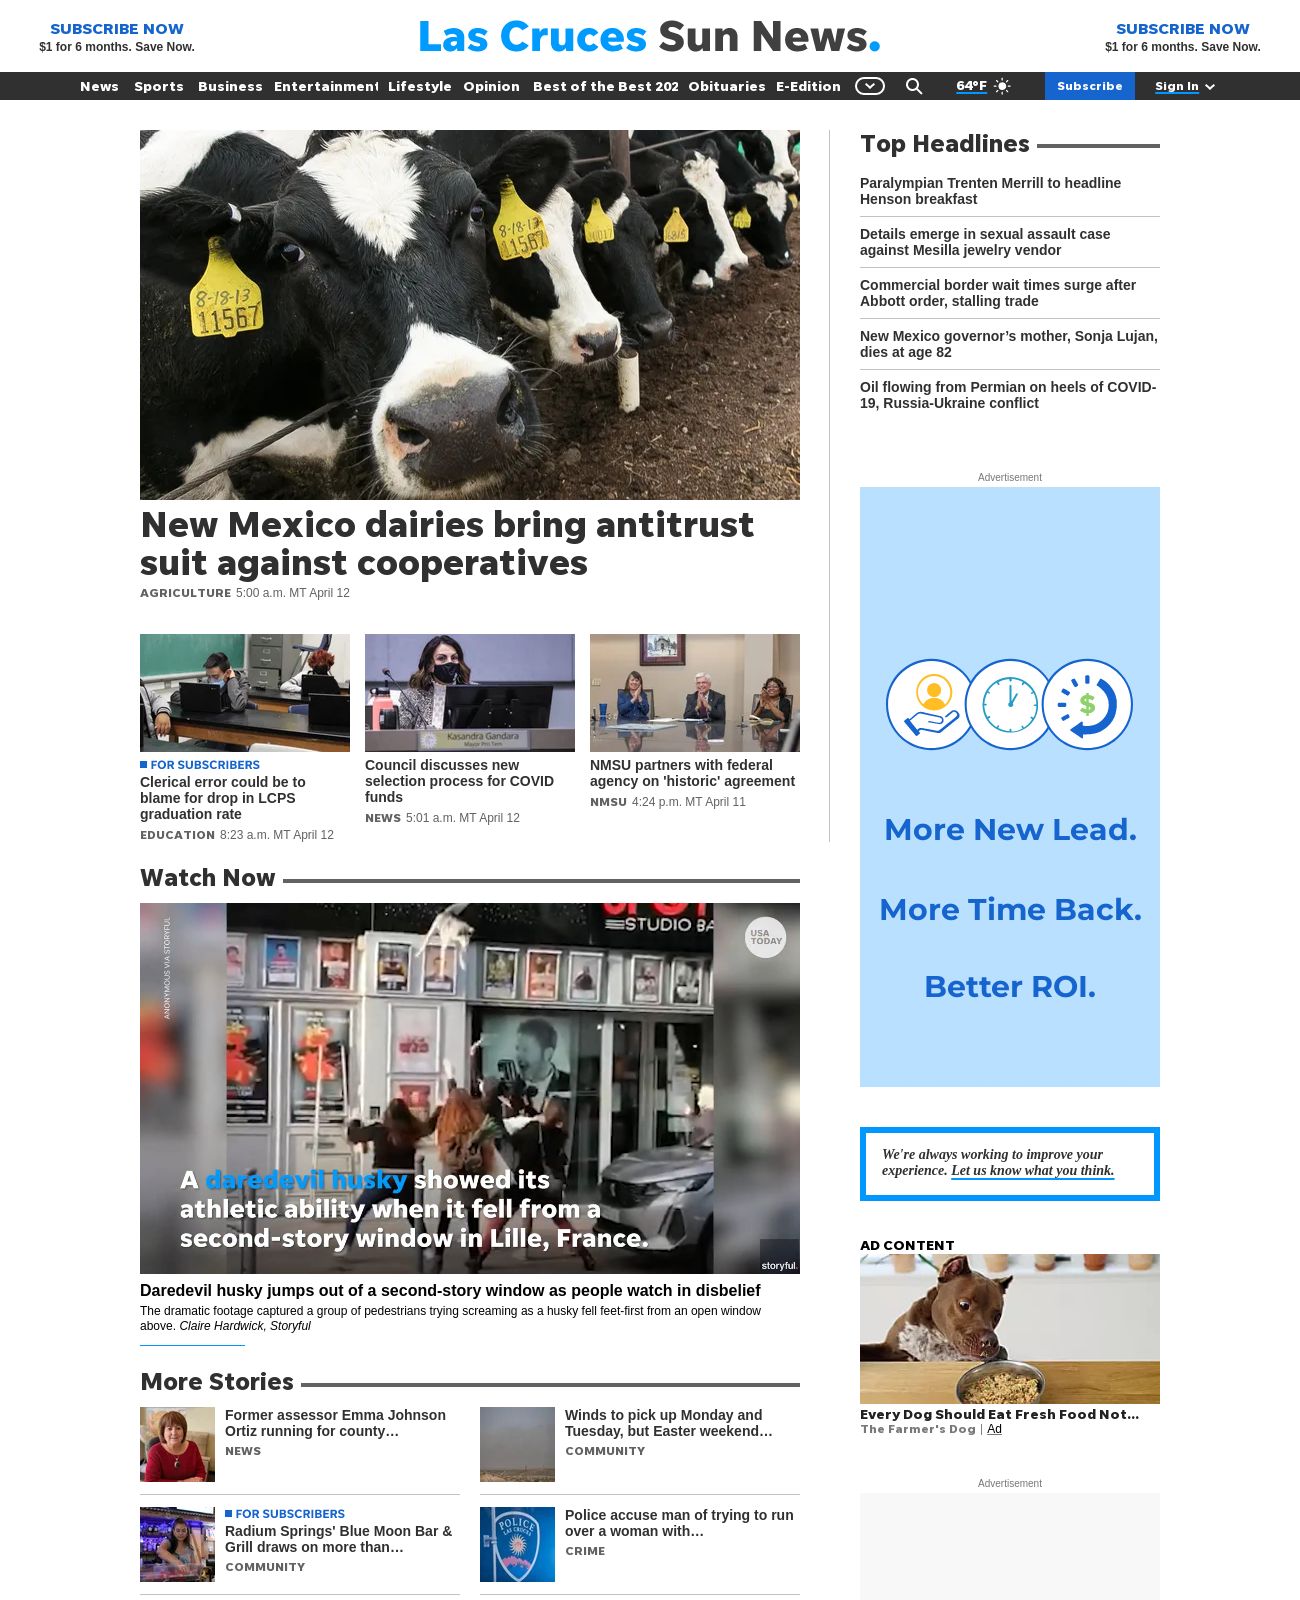 SUBSCRIBE NOW
$1 for 6 months. Save Now.
Las Cruces Sun News.
SUBSCRIBE NOW
$1 for 6 months. Save Now.
News Sports Business Entertainment Lifestyle Opinion Best of the Best 202 Obituaries E-Edition 64°F Subscribe Sign In
8-18-13
11567
8-18-13
11567
New Mexico dairies bring antitrust
suit against cooperatives
AGRICULTURE 5:00 a.m. MT April 12
Kasandra Gandara
Mayor Pro Tem
FOR SUBSCRIBERS
Clerical error could be to
blame for drop in LCPS
graduation rate
EDUCATION 8:23 a.m. MT April 12
Council discusses new
selection process for COVID
funds
NEWS 5:01 a.m. MT April 12
NMSU partners with federal
agency on 'historic' agreement
NMSU 4:24 p.m. MT April 11
Top Headlines
Paralympian Trenten Merrill to headline
Henson breakfast
Details emerge in sexual assault case
against Mesilla jewelry vendor
Commercial border wait times surge after
Abbott order, stalling trade
New Mexico governor’s mother, Sonja Lujan,
dies at age 82
Oil flowing from Permian on heels of COVID-
19, Russia-Ukraine conflict
Advertisement
$
More New Lead.
More Time Back.
Better ROI.
Watch Now
ANONYMOUS VIA STORYFUL
STUDIO BA
USA
TODAY
A daredevil husky showed its
athletic ability when it fell from a
second-story window in Lille, France.
storyful.
Daredevil husky jumps out of a second-story window as people watch in disbelief
The dramatic footage captured a group of pedestrians trying screaming as a husky fell feet-first from an open window
above. Claire Hardwick, Storyful
We're always working to improve your
experience. Let us know what you think.
AD CONTENT
Every Dog Should Eat Fresh Food Not...
The Farmer's Dog | Ad
Advertisement
More Stories
Former assessor Emma Johnson
Ortiz running for county…
NEWS
Winds to pick up Monday and
Tuesday, but Easter weekend…
COMMUNITY
FOR SUBSCRIBERS
Radium Springs' Blue Moon Bar &
Grill draws on more than…
COMMUNITY
POLICE
LAS CRUCES
Police accuse man of trying to run
over a woman with…
CRIME